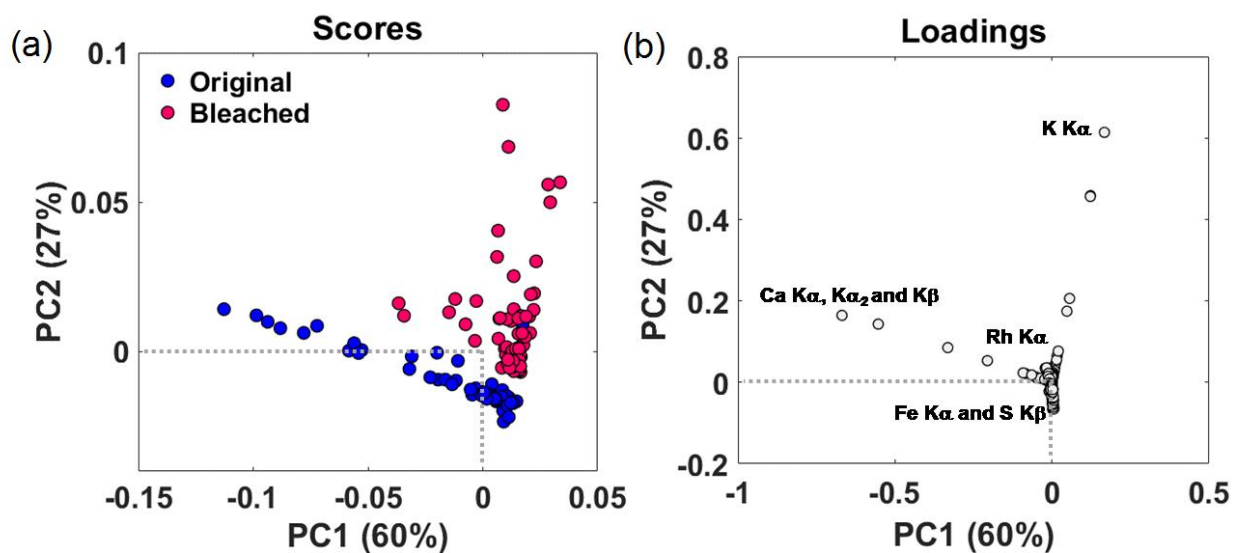 (a)
Scores
Original
Bleached
0.1
0.05
0
PC2 (27%)
-0.15
-0.1
-0.05
0
0.05
PC1 (60%)
(b)
Loadings
0.8
0.6
0.4
0.2
0
-0.2
PC2 (27%)
K Kα
Ca Kα, Kα₂ and Kβ
Rh Kα
Fe Kα and S Kβ
-1
-0.5
0
0.5
PC1 (60%)